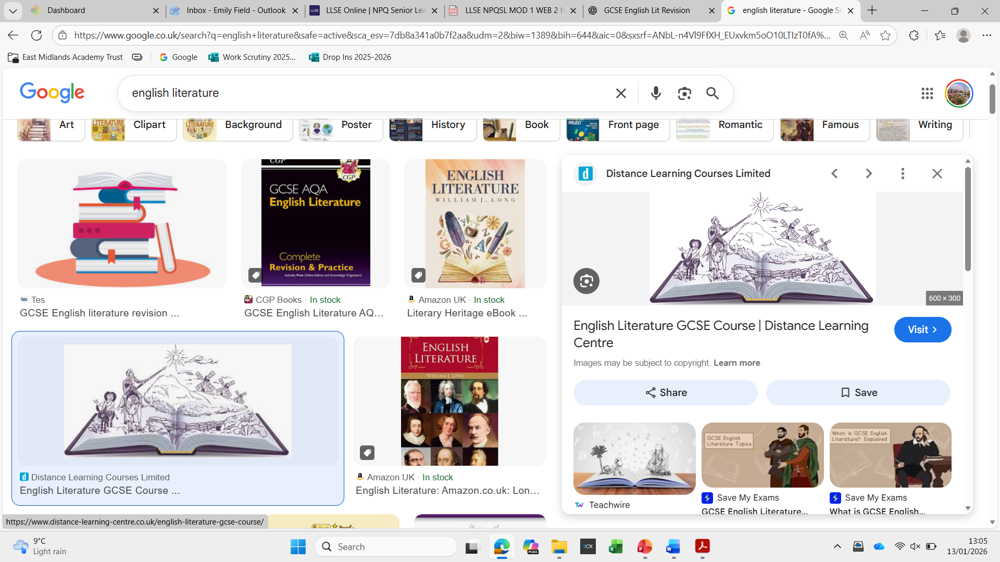 Dashboard
Inbox - Emily Field - Outlook
LLSE Online | NPQ Senior Lea
LLSE NPQSL MOD 1 WEB 2 h
GCSE English Lit Revision
english literature - Google Se
https://www.google.co.uk/search?q=english+literature&safe=active&sca_esv=7db8a341a0b7f2aa&udm=2&biw=1389&bih=644&aic=0&sxsrf=ANbL-n4Vl9FfXH_EUxvkm5oO10LTIzT0fA%...
East Midlands Academy Trust
Google
Work Scrutiny 2025...
Drop Ins 2025-2026
Google
english literature
Art
Clipart
Background
Poster
History
Book
Front page
Romantic
Famous
Writing
CGP
GCSE AQA
English Literature
Complete
Revision & Practice
Includes Free Online Edition and Knowledge Organisers!
ENGLISH
LITERATURE
WILLIAM J. LONG
Tes
GCSE English literature revision ...
CGP Books · In stock
GCSE English Literature AQ...
Amazon UK · In stock
Literary Heritage eBook ...
ENGLISH
LITERATURE
WILLIAM J. LONG
Distance Learning Courses Limited
English Literature GCSE Course ...
Amazon UK · In stock
English Literature: Amazon.co.uk: Lon...
https://www.distance-learning-centre.co.uk/english-literature-gcse-course/
Distance Learning Courses Limited
600 × 300
English Literature GCSE Course | Distance Learning
Centre
Visit
Images may be subject to copyright. Learn more
Share
Save
GCSE English
Literature Topics
What is GCSE English
Literature?: Explained
Teachwire
Save My Exams
GCSE English Literature...
Save My Exams
What is GCSE English...
9°C
Light rain
Search
13:05
13/01/2026